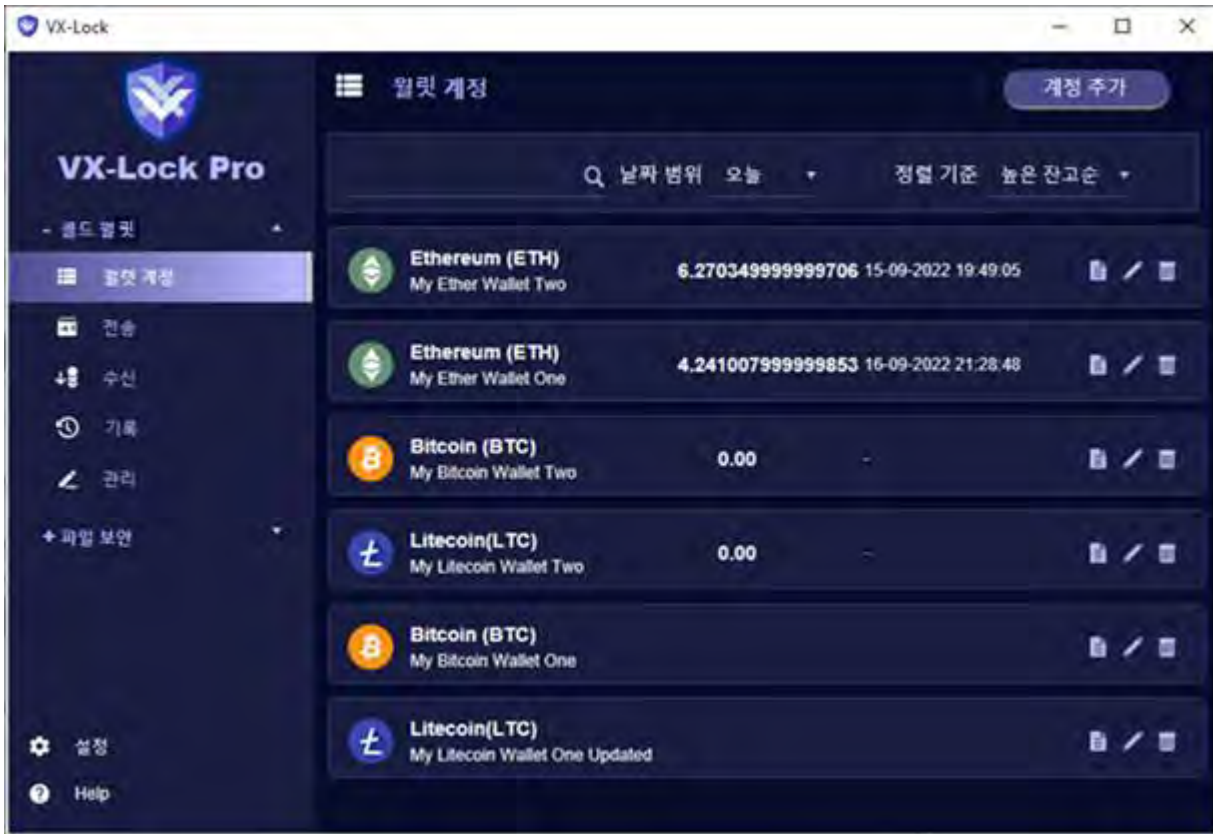 VX-Lock
VX-Lock Pro
- 콜드 월릿
월릿 계정
전송
수신
기록
관리
+ 파일 보안
설정
Help
월릿 계정
계정 추가
날짜 범위 오늘
정렬 기준 높은 잔고순
Ethereum (ETH)
My Ether Wallet Two
6.270349999999706 15-09-2022 19:49:05
Ethereum (ETH)
My Ether Wallet One
4.241007999999853 16-09-2022 21:28:48
Bitcoin (BTC)
My Bitcoin Wallet Two
0.00 -
Litecoin(LTC)
My Litecoin Wallet Two
0.00 -
Bitcoin (BTC)
My Bitcoin Wallet One
Litecoin(LTC)
My Litecoin Wallet One Updated